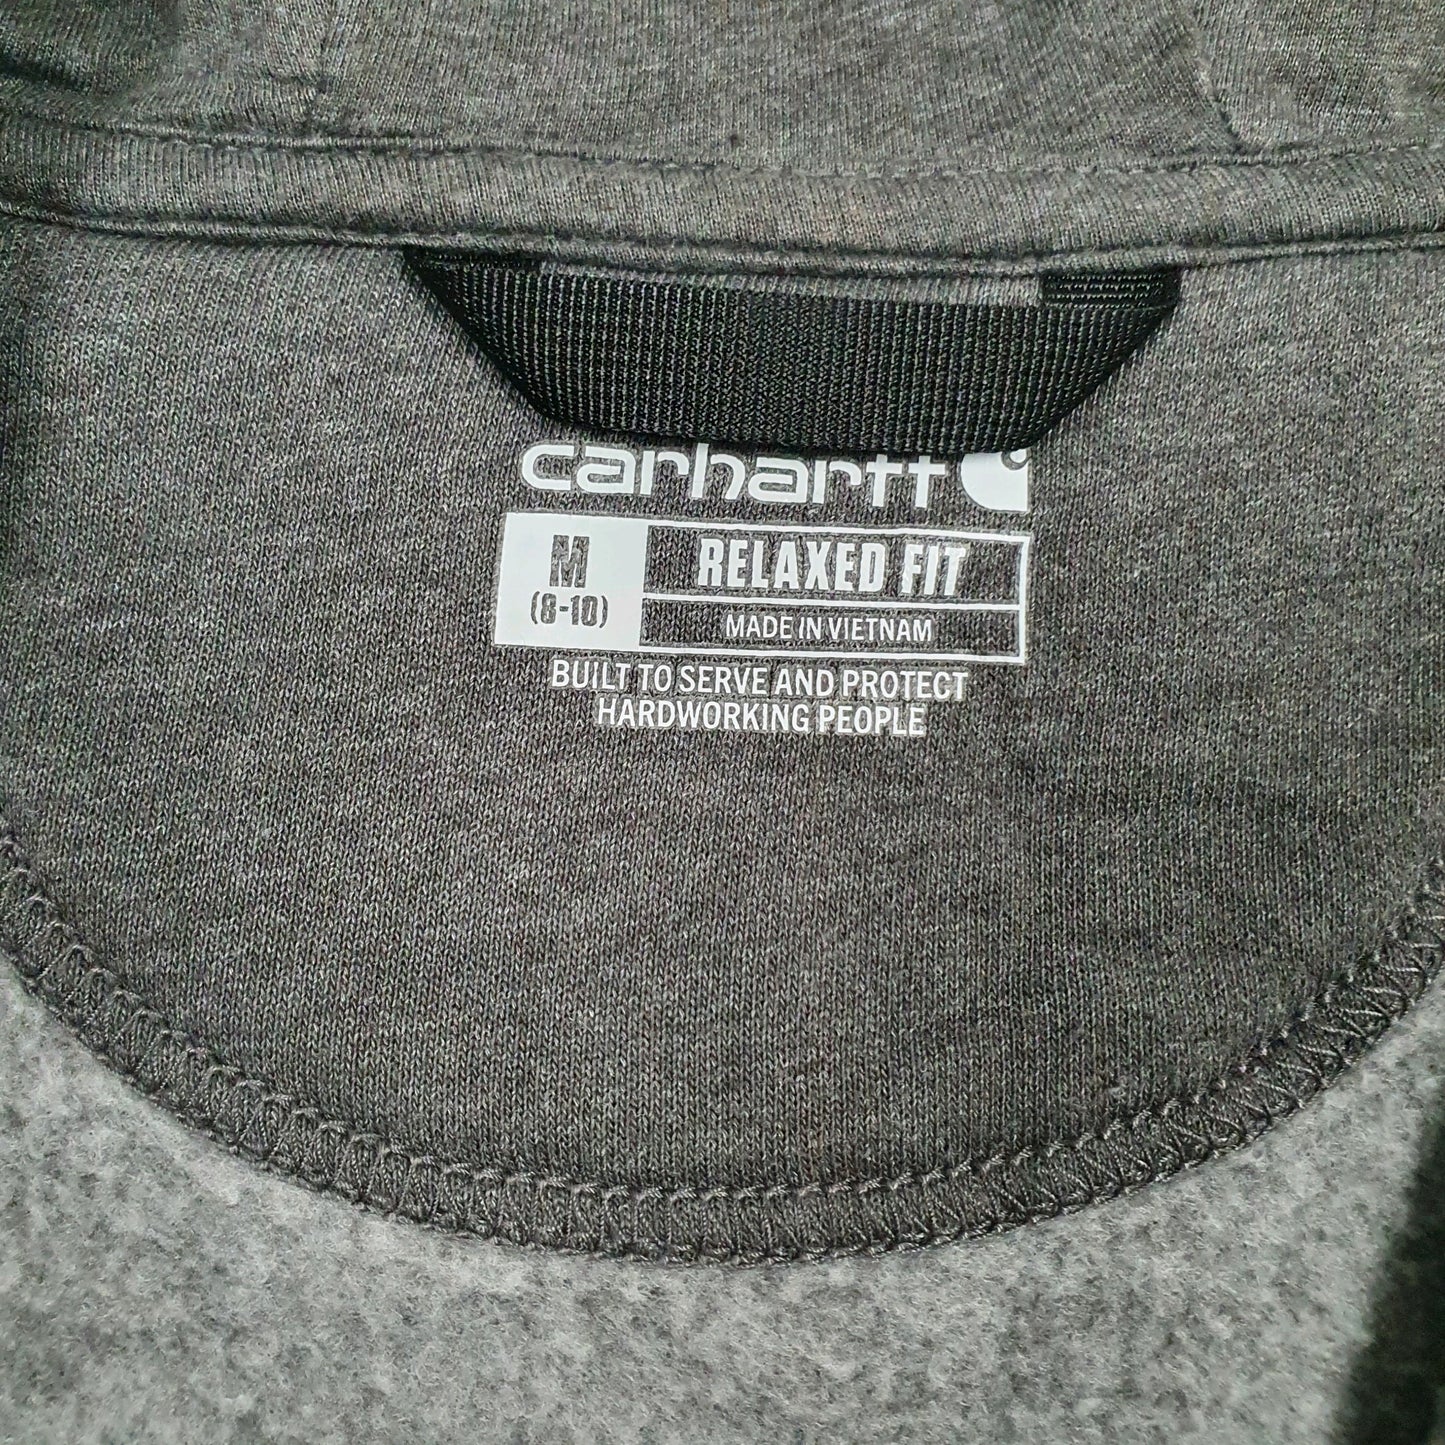 carhartt
M
(8-10)
RELAXED FIT
MADE IN VIETNAM
BUILT TO SERVE AND PROTECT
HARDWORKING PEOPLE